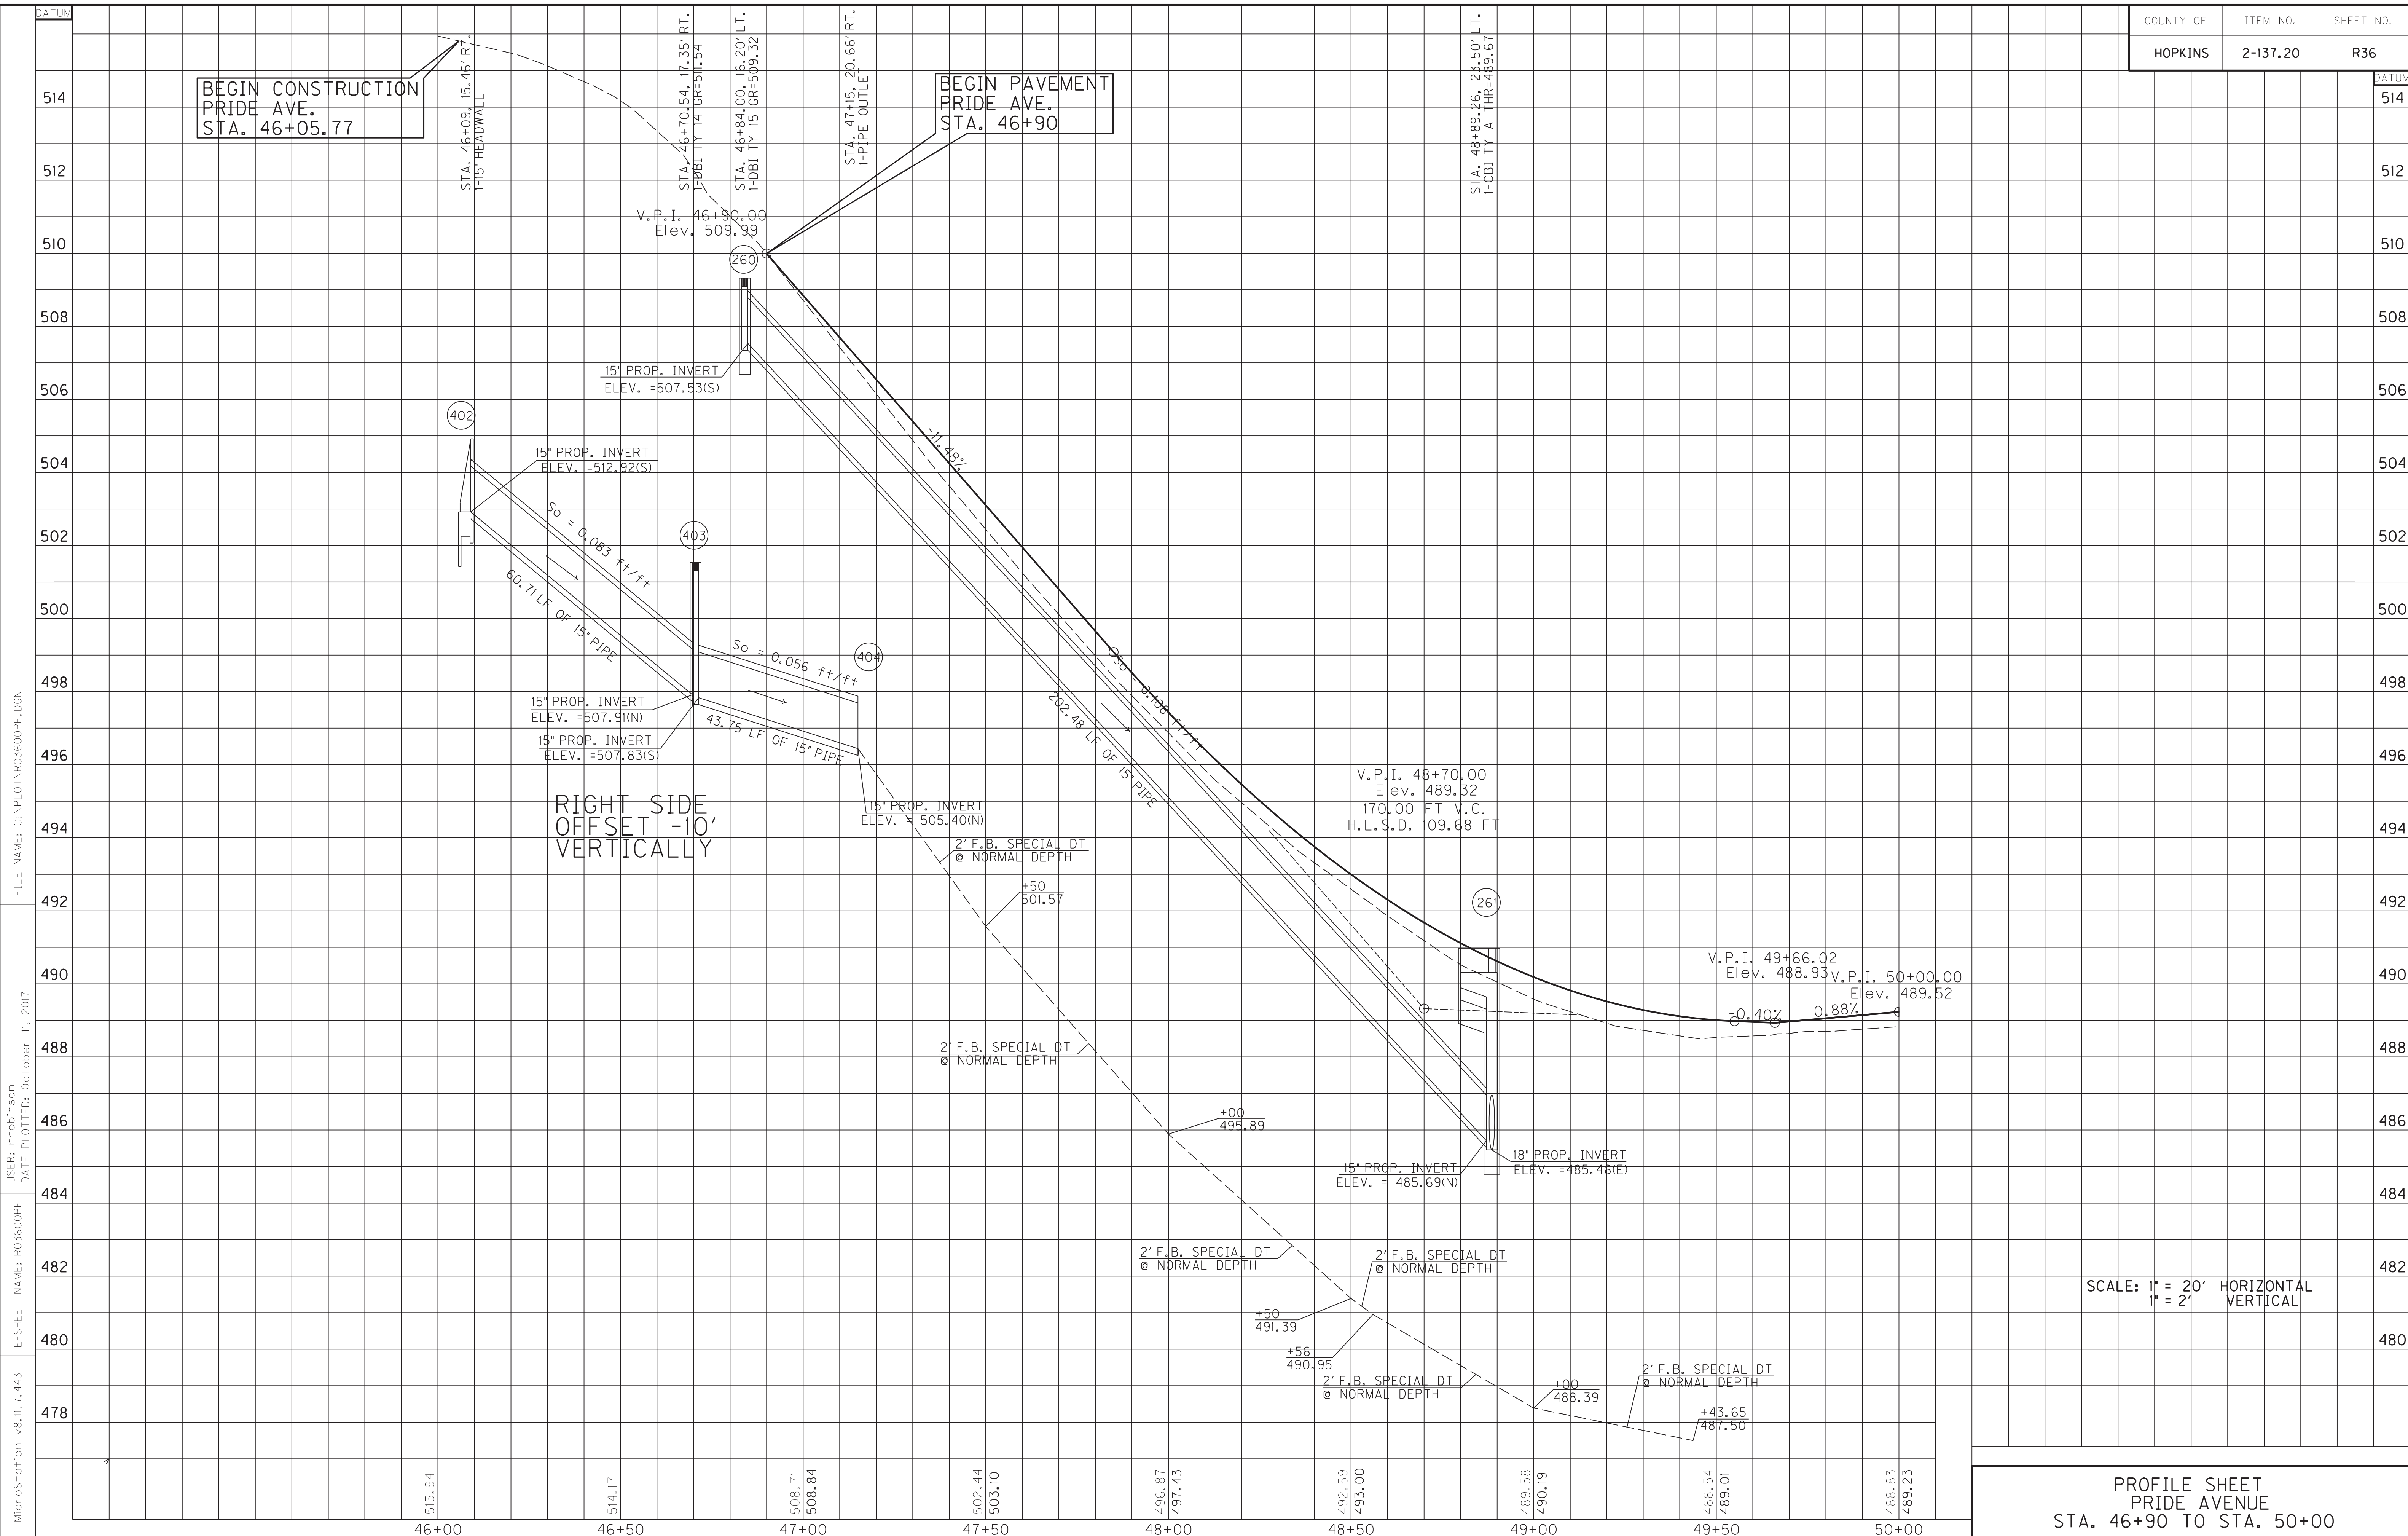 DATUM
COUNTY OF
ITEM NO.
SHEET NO.
HOPKINS
2-137.20
R36
DATUM
BEGIN CONSTRUCTION
PRIDE AVE.
STA. 46+05.77
STA. 46+09, 15.46' RT.
1-15" HEADWALL
STA. 46+70.54, 17.35' RT.
1-DBI TY 14 GR=511.54
STA. 46+84.00, 16.20' LT.
1-DBI TY 15 GR=509.32
STA. 47+15, 20.66' RT.
1-PIPE OUTLET
BEGIN PAVEMENT
PRIDE AVE.
STA. 46+90
STA. 48+89.26, 23.50' LT.
1-CBI TY A THR=489.67
514
512
510
508
506
504
502
500
498
496
494
492
490
488
486
484
482
480
478
514
512
510
508
506
504
502
500
498
496
494
492
490
488
486
484
482
480
V.P.I. 46+90.00
Elev. 509.99
260
15" PROP. INVERT
ELEV. =507.53(S)
402
15" PROP. INVERT
ELEV. =512.92(S)
So = 0.083 ft/ft
60.71 LF OF 15" PIPE
403
15" PROP. INVERT
ELEV. =507.91(N)
15" PROP. INVERT
ELEV. =507.83(S)
So = 0.056 ft/ft
43.75 LF OF 15" PIPE
404
15" PROP. INVERT
ELEV. = 505.40(N)
RIGHT SIDE
OFFSET -10'
VERTICALLY
-11.48%
So = 0.108 ft/ft
202.48 LF OF 15" PIPE
V.P.I. 48+70.00
Elev. 489.32
170.00 FT V.C.
H.L.S.D. 109.68 FT
261
2' F.B. SPECIAL DT
@ NORMAL DEPTH
+50
501.57
2' F.B. SPECIAL DT
@ NORMAL DEPTH
+00
495.89
15" PROP. INVERT
ELEV. = 485.69(N)
18" PROP. INVERT
ELEV. =485.46(E)
V.P.I. 49+66.02
Elev. 488.93
V.P.I. 50+00.00
Elev. 489.52
-0.40%
0.88%
2' F.B. SPECIAL DT
@ NORMAL DEPTH
2' F.B. SPECIAL DT
@ NORMAL DEPTH
+50
491.39
+56
490.95
2' F.B. SPECIAL DT
@ NORMAL DEPTH
+00
488.39
2' F.B. SPECIAL DT
@ NORMAL DEPTH
+43.65
487.50
SCALE: 1" = 20' HORIZONTAL
1" = 2' VERTICAL
515.94
514.17
508.71
508.84
502.44
503.10
496.87
497.43
492.59
493.00
489.58
490.19
488.54
489.01
488.83
489.23
46+00
46+50
47+00
47+50
48+00
48+50
49+00
49+50
50+00
PROFILE SHEET
PRIDE AVENUE
STA. 46+90 TO STA. 50+00
FILE NAME: C:\PLOT\R03600PF.DGN
USER: rrobinson
DATE PLOTTED: October 11, 2017
E-SHEET NAME: R03600PF
MicroStation v8.11.7.443